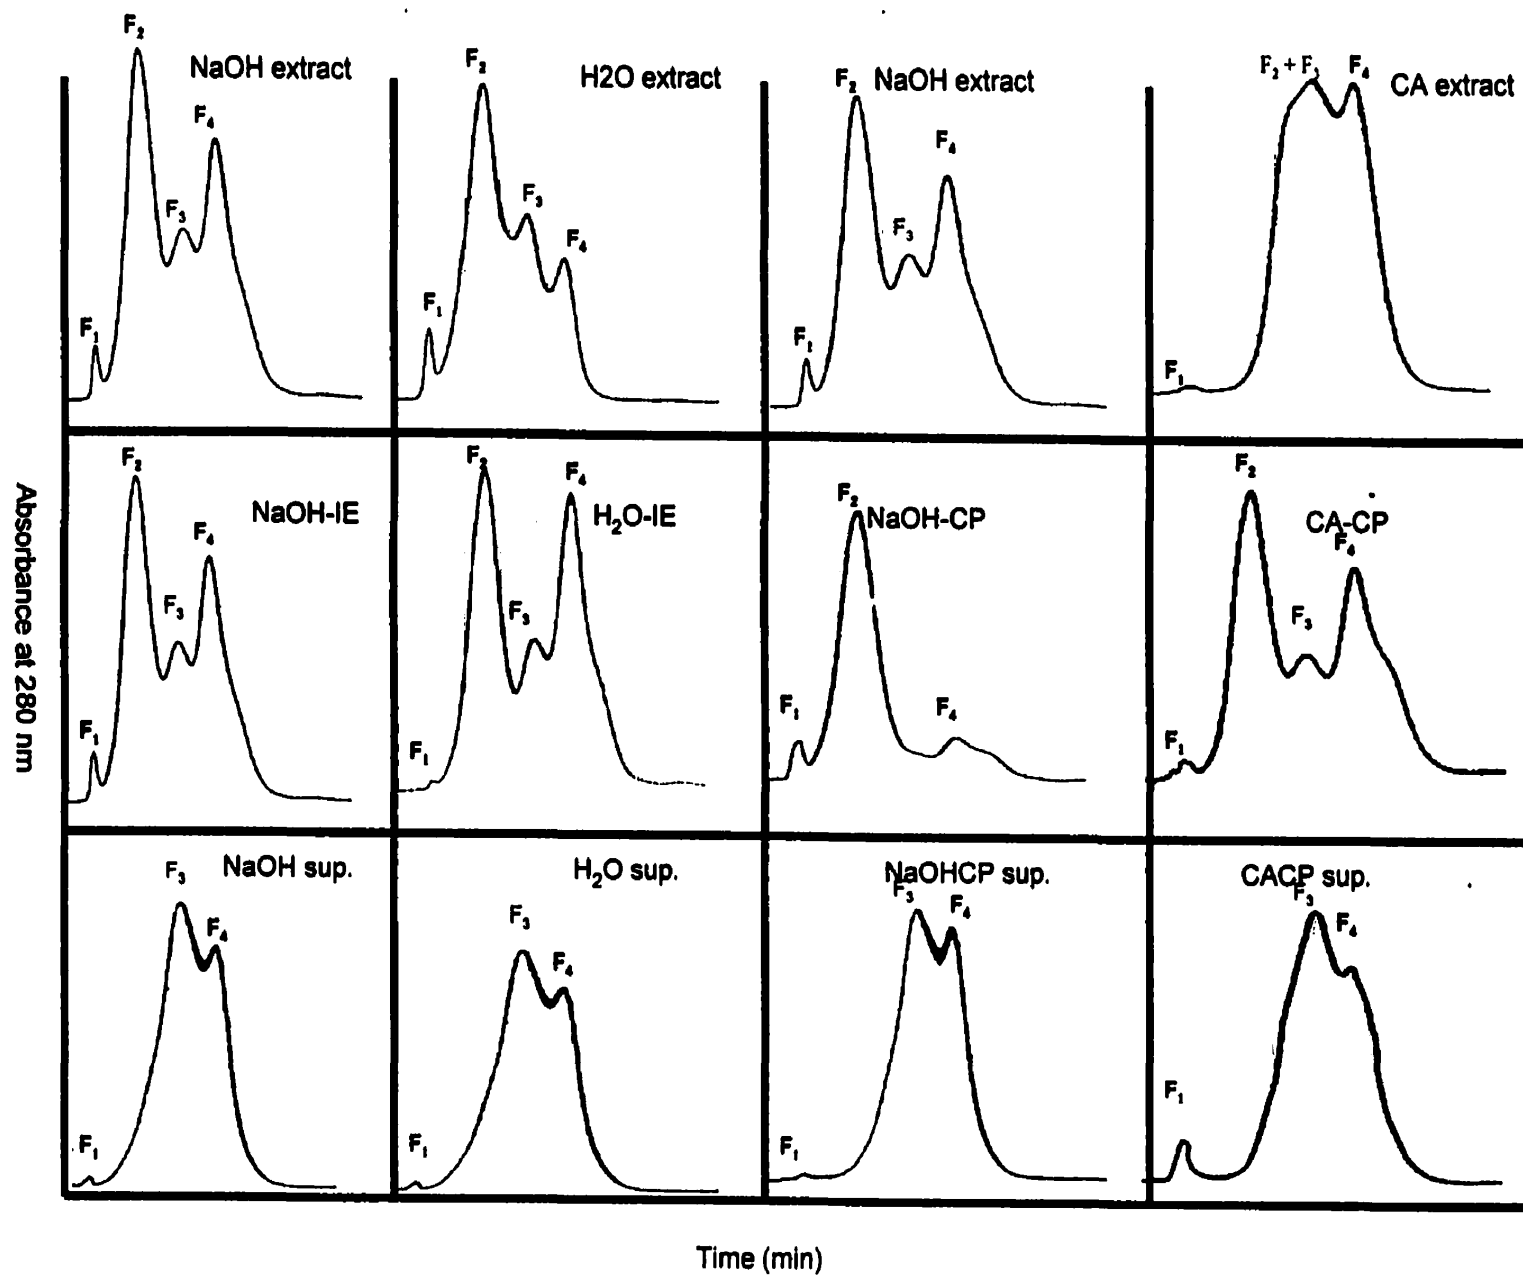 F₂
NaOH extract
F₄
F₃
F₁
F₂
H2O extract
F₃
F₄
F₁
F₂
NaOH extract
F₄
F₃
F₁
F₂ + F₃
F₄
CA extract
F₁
Absorbance at 280 nm
F₂
NaOH-IE
F₄
F₃
F₁
F₂
F₄
H₂O-IE
F₃
F₁
F₂
NaOH-CP
F₁
F₄
F₂
CA-CP
F₄
F₃
F₁
F₃
NaOH sup.
F₄
F₁
H₂O sup.
F₃
F₄
F₁
NaOHCP sup.
F₃
F₄
F₁
CACP sup.
F₃
F₄
F₁
Time (min)